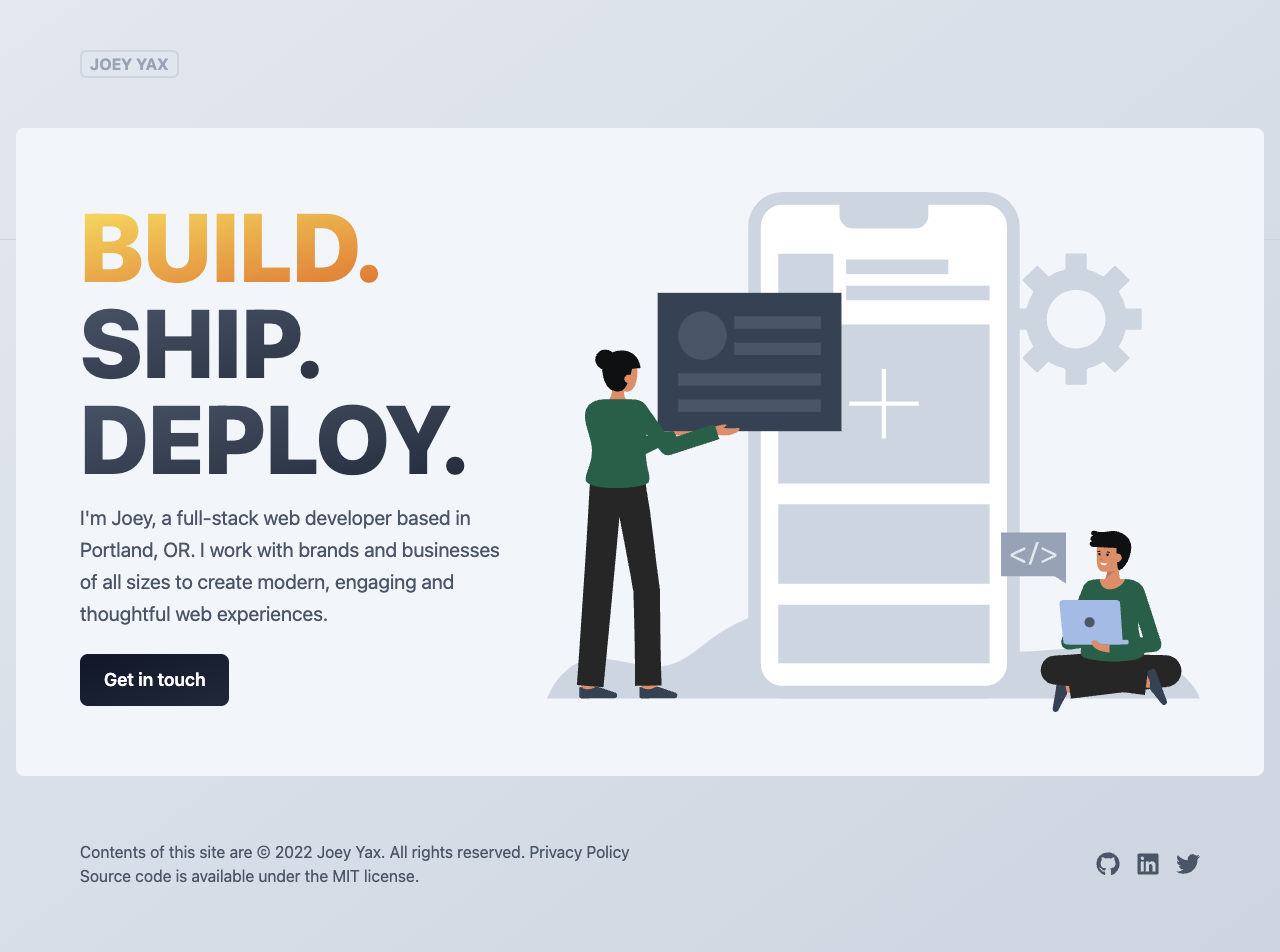 JOEY YAX
BUILD.
SHIP.
DEPLOY.
I'm Joey, a full-stack web developer based in
Portland, OR. I work with brands and businesses
of all sizes to create modern, engaging and
thoughtful web experiences.
</>
Get in touch
Contents of this site are © 2022 Joey Yax. All rights reserved. Privacy Policy
Source code is available under the MIT license.
in